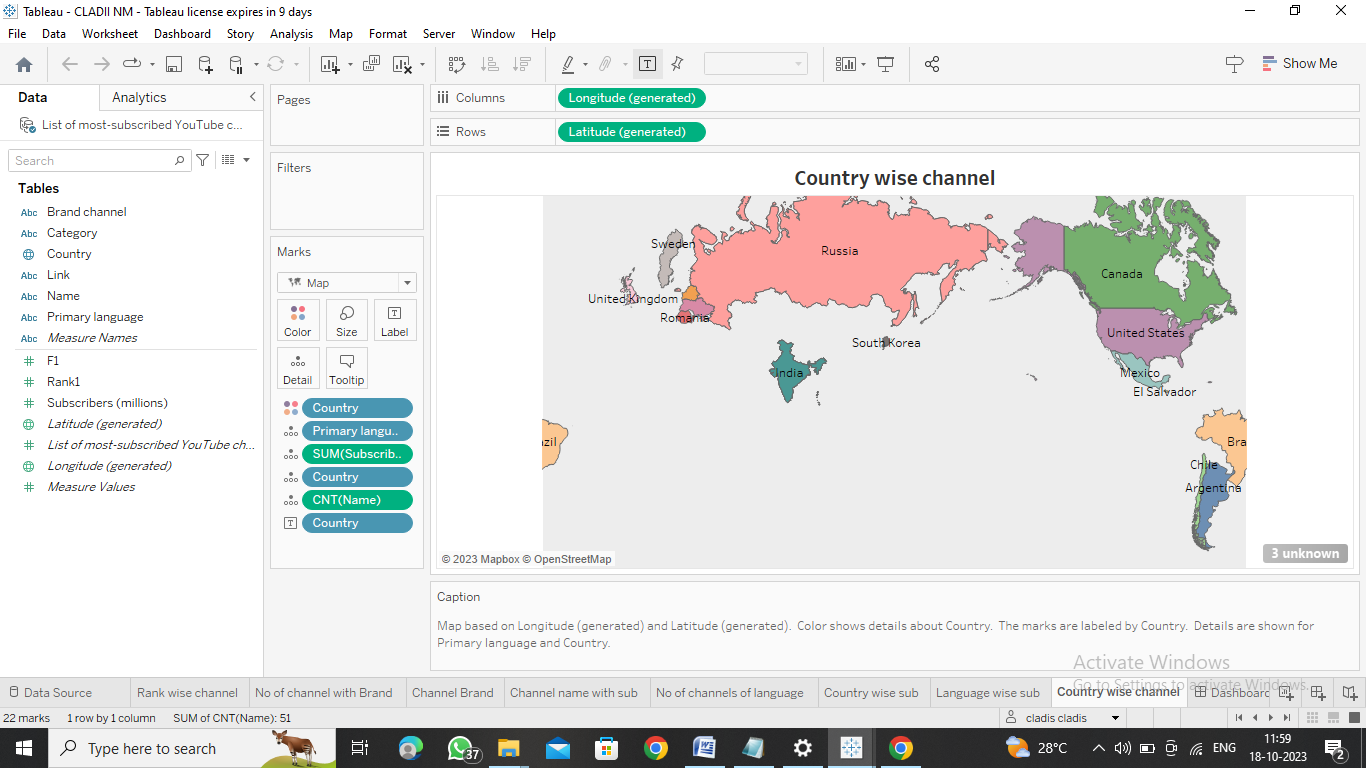 Tableau - CLADII NM - Tableau license expires in 9 days
File Data Worksheet Dashboard Story Analysis Map Format Server Window Help
Show Me
Data Analytics
List of most-subscribed YouTube c...
Search
Tables
Abc Brand channel
Abc Category
Country
Abc Link
Abc Name
Abc Primary language
Abc Measure Names
F1
Rank1
Subscribers (millions)
Latitude (generated)
List of most-subscribed YouTube ch...
Longitude (generated)
Measure Values
Pages
Filters
Marks
Map
Color Size Label
Detail Tooltip
Country
Primary langu..
SUM(Subscrib..
Country
CNT(Name)
Country
Columns Longitude (generated)
Rows Latitude (generated)
Country wise channel
Sweden
Russia
Canada
United Kingdom
Romania
United States
South Korea
India
Mexico
El Salvador
azil
Bra
Chile
Argentina
© 2023 Mapbox © OpenStreetMap
3 unknown
Caption
Map based on Longitude (generated) and Latitude (generated). Color shows details about Country. The marks are labeled by Country. Details are shown for
Primary language and Country.
Activate Windows
Go to Settings to activate Windows.
Data Source Rank wise channel No of channel with Brand Channel Brand Channel name with sub No of channels of language Country wise sub Language wise sub Country wise channel Dashboard
22 marks 1 row by 1 column SUM of CNT(Name): 51
cladis cladis
Type here to search
37
28°C
ENG
11:59
18-10-2023
2